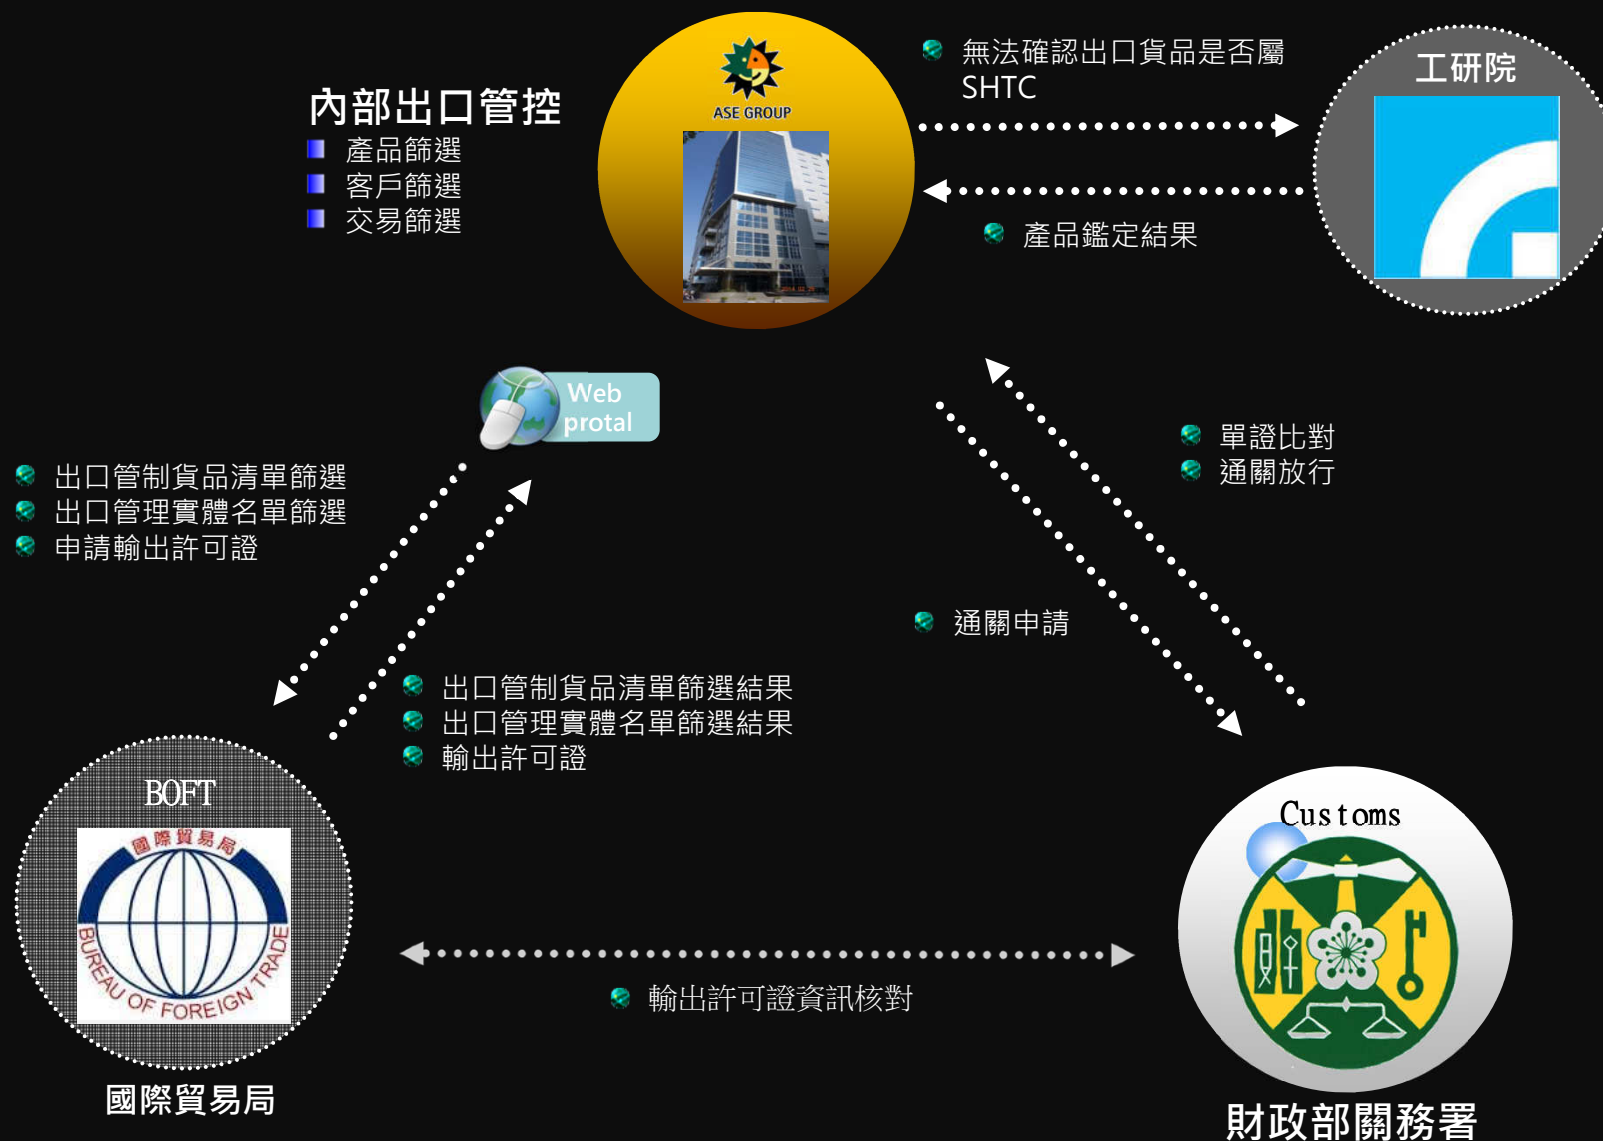 內部出口管控
產品篩選
客戶篩選
交易篩選
ASE GROUP
無法確認出口貨品是否屬
SHTC
工研院
產品鑑定結果
Web
protal
出口管制貨品清單篩選
出口管理實體名單篩選
申請輸出許可證
單證比對
通關放行
通關申請
出口管制貨品清單篩選結果
出口管理實體名單篩選結果
輸出許可證
BOFT
國際貿易局
BUREAU OF FOREIGN TRADE
國際貿易局
輸出許可證資訊核對
Customs
財政部關務署